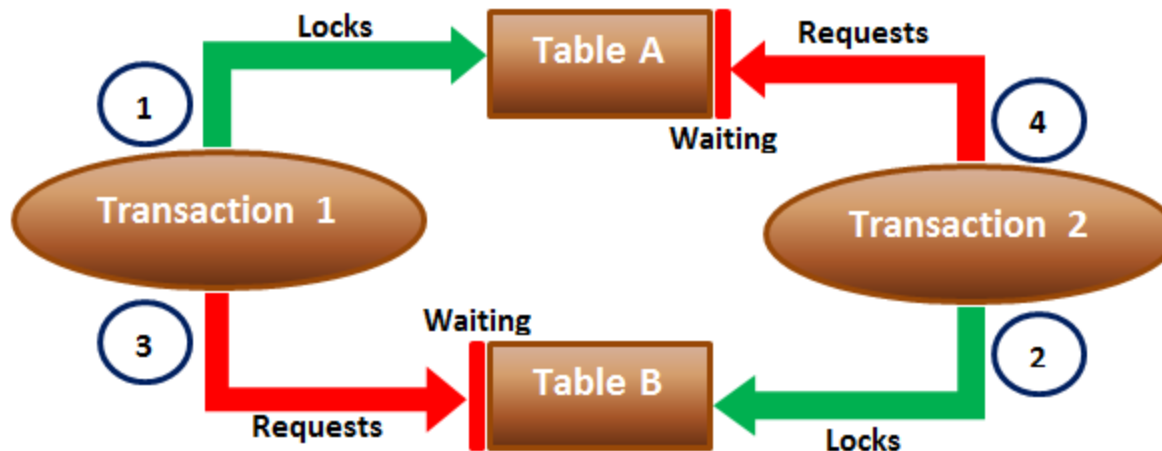 Locks
Table A
Requests
1
4
Waiting
Transaction 1
Transaction 2
3
Waiting
2
Table B
Requests
Locks